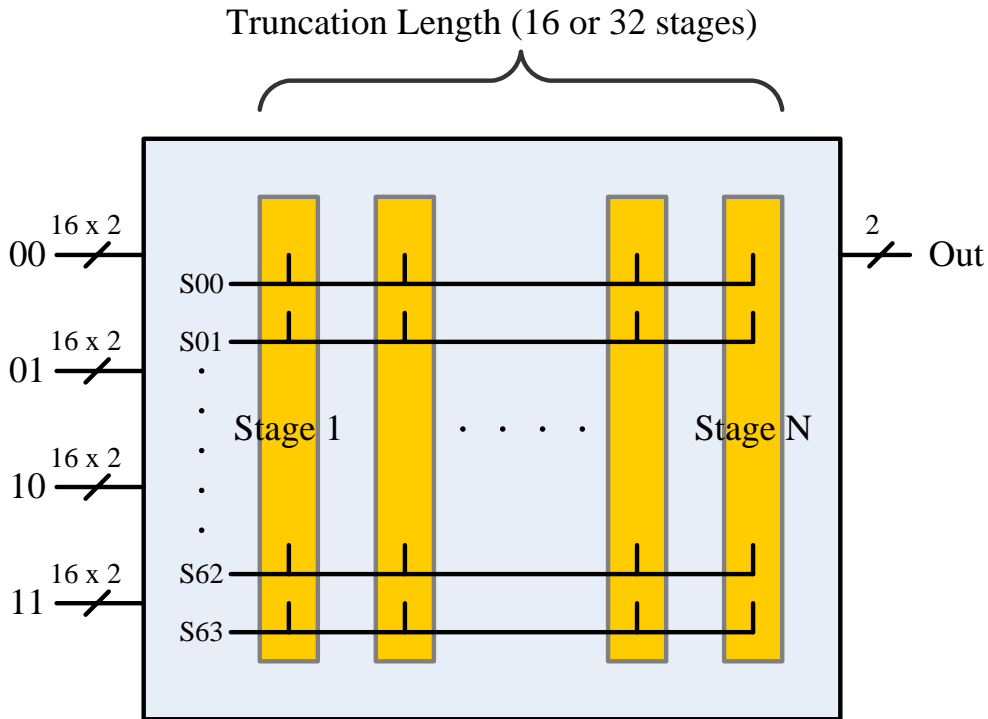 Truncation Length (16 or 32 stages)
16 x 2
00
2
Out
S00
S01
16 x 2
01
Stage 1
. . . .
Stage N
16 x 2
10
S62
16 x 2
11
S63